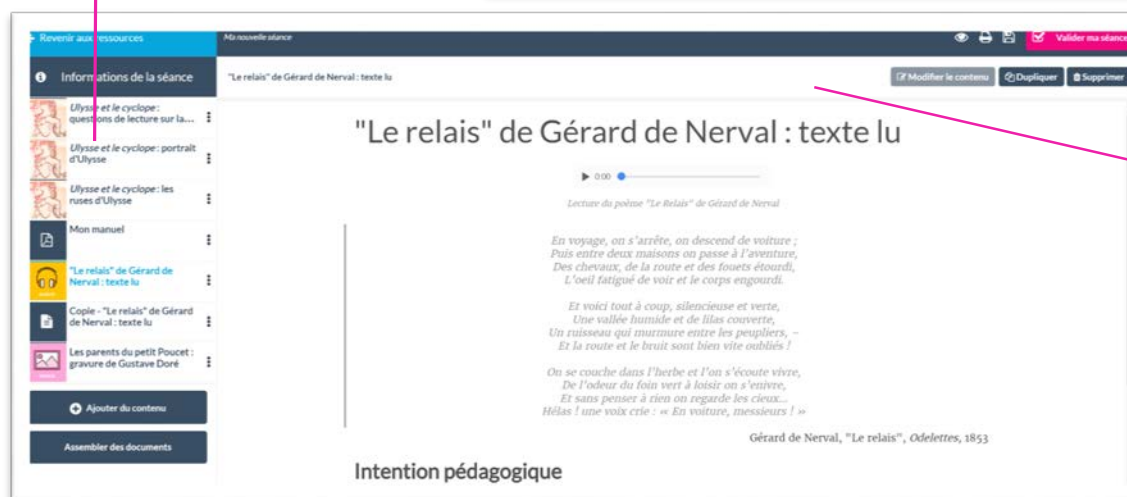 Revenir aux ressources
Ma nouvelle séance
Valider ma séance
Informations de la séance
"Le relais" de Gérard de Nerval : texte lu
Modifier le contenu
Dupliquer
Supprimer
Ulysse et le cyclope :
questions de lecture sur la...
Ulysse et le cyclope : portrait
d'Ulysse
Ulysse et le cyclope : les
ruses d'Ulysse
Mon manuel
"Le relais" de Gérard de
Nerval : texte lu
Copie - "Le relais" de Gérard
de Nerval : texte lu
Les parents du petit Poucet :
gravure de Gustave Doré
Ajouter du contenu
Assembler des documents
"Le relais" de Gérard de Nerval : texte lu
0:00
Lecture du poème "Le Relais" de Gérard de Nerval
En voyage, on s'arrête, on descend de voiture ;
Puis entre deux maisons on passe à l'aventure,
Des chevaux, de la route et des fouets étourdi,
L'oeil fatigué de voir et le corps engourdi.
Et voici tout à coup, silencieuse et verte,
Une vallée humide et de lilas couverte,
Un ruisseau qui murmure entre les peupliers, –
Et la route et le bruit sont bien vite oubliés !
On se couche dans l'herbe et l'on s'écoute vivre,
De l'odeur du foin vert à loisir on s'enivre,
Et sans penser à rien on regarde les cieux...
Hélas ! une voix crie : « En voiture, messieurs ! »
Gérard de Nerval, "Le relais", Odelettes, 1853
Intention pédagogique